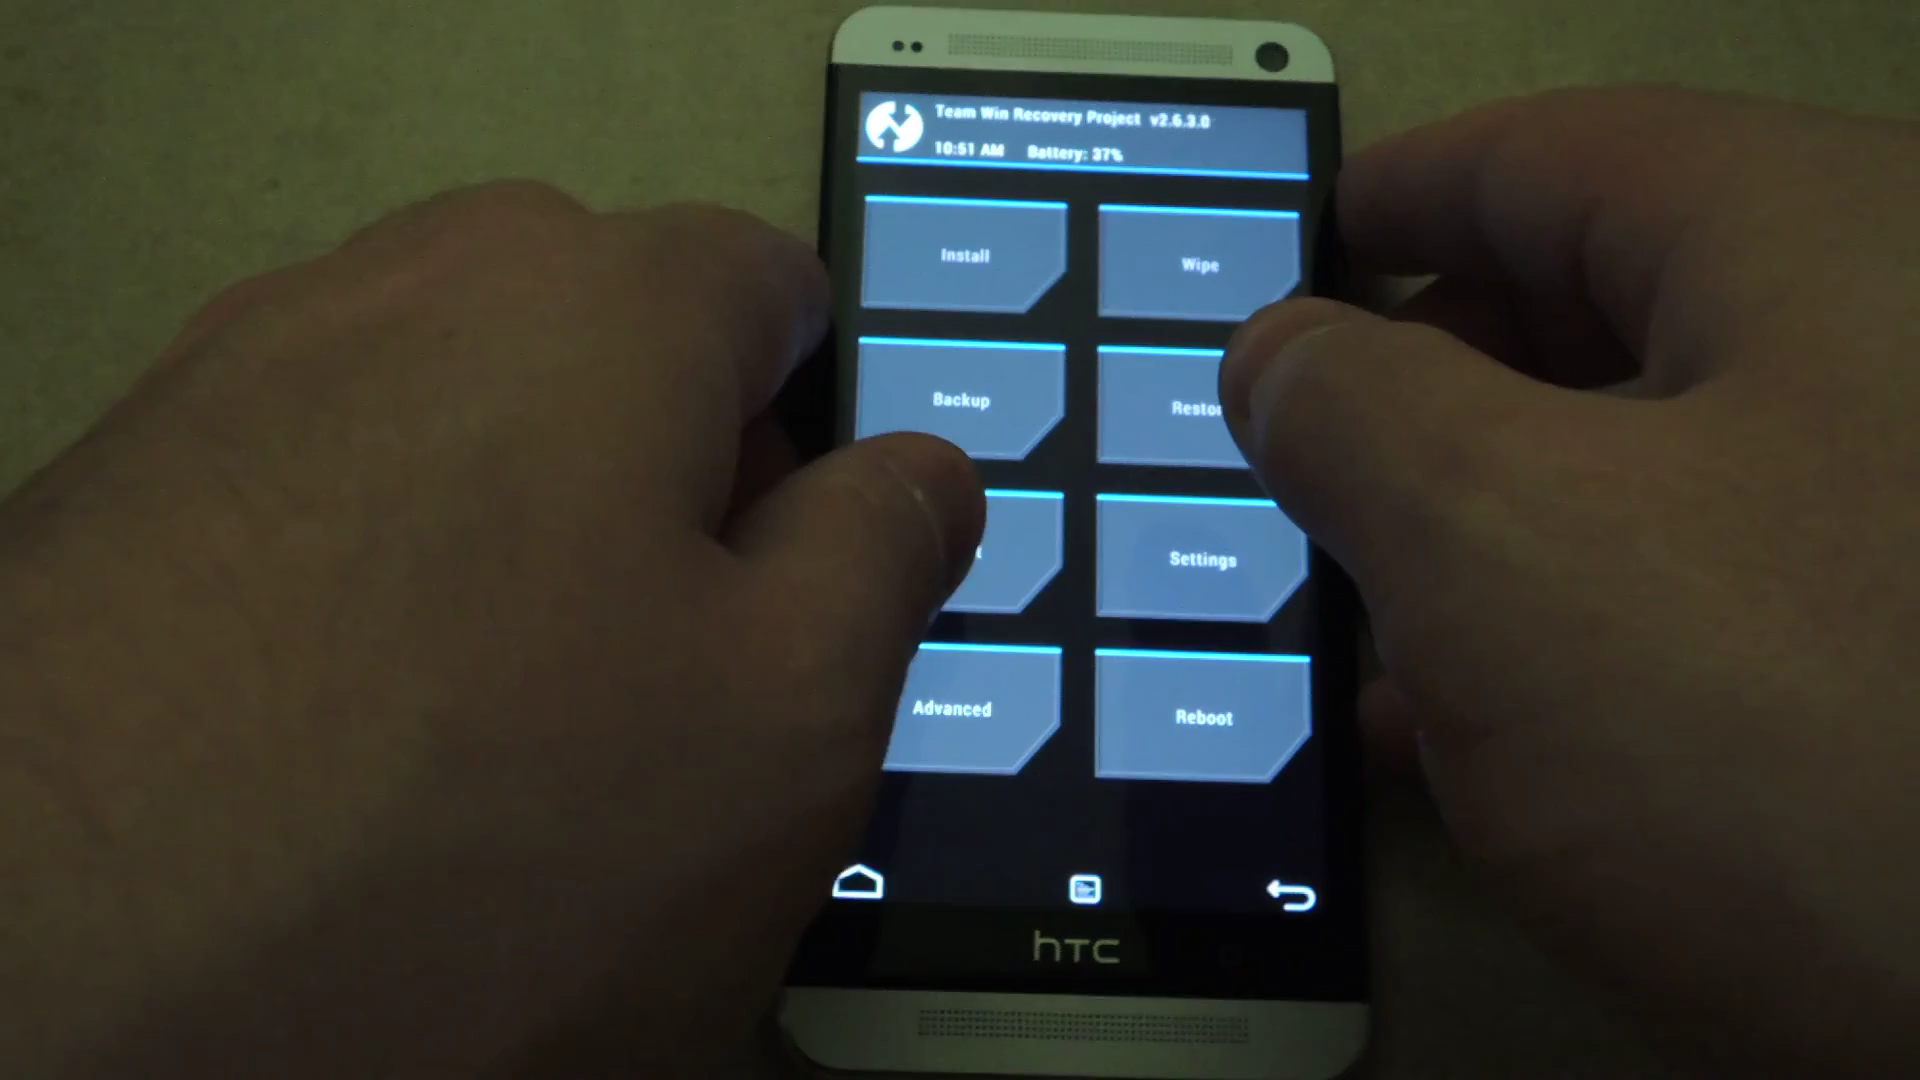 Team Win Recovery Project v2.6.3.0
10:51 AM Battery: 37%
Install
Wipe
Backup
Restor
t
Settings
Advanced
Reboot
hTC